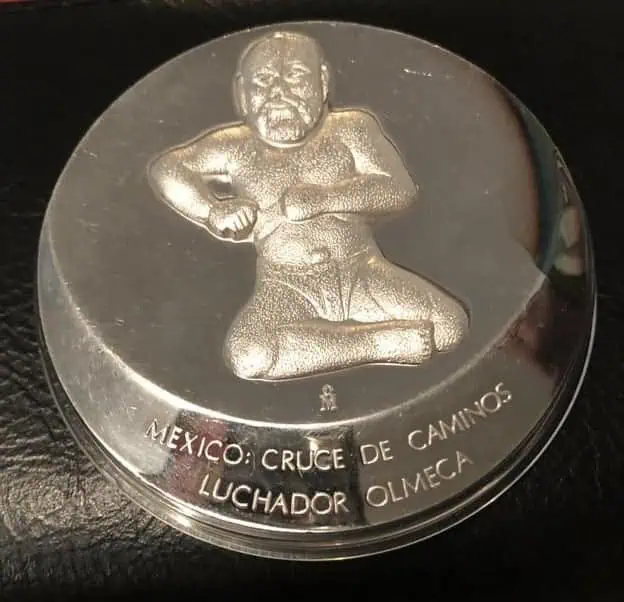 MEXICO: CRUCE DE CAMINOS
LUCHADOR OLMECA